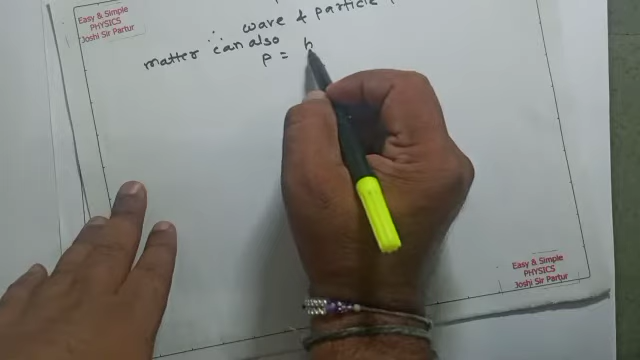 Easy & Simple
PHYSICS
Joshi Sir Partur
∴ wave & particle
matter can also
P = h
Easy & Simple
PHYSICS
Joshi Sir Partur